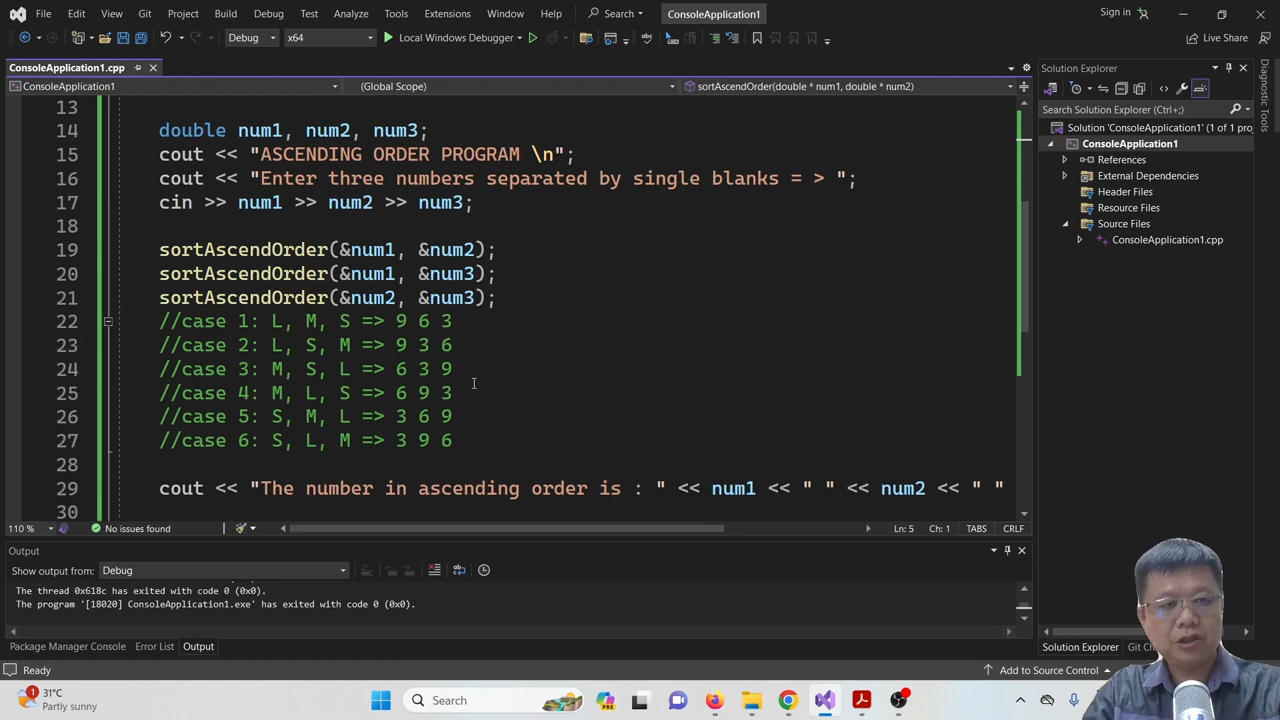 File Edit View Git Project Build Debug Test Analyze Tools Extensions Window Help Search ConsoleApplication1 Sign in
Debug x64 Local Windows Debugger Live Share
ConsoleApplication1.cpp
ConsoleApplication1 (Global Scope) sortAscendOrder(double * num1, double * num2)
13
14 double num1, num2, num3;
15 cout << "ASCENDING ORDER PROGRAM \n";
16 cout << "Enter three numbers separated by single blanks = > ";
17 cin >> num1 >> num2 >> num3;
18
19 sortAscendOrder(&num1, &num2);
20 sortAscendOrder(&num1, &num3);
21 sortAscendOrder(&num2, &num3);
22 //case 1: L, M, S => 9 6 3
23 //case 2: L, S, M => 9 3 6
24 //case 3: M, S, L => 6 3 9
25 //case 4: M, L, S => 6 9 3
26 //case 5: S, M, L => 3 6 9
27 //case 6: S, L, M => 3 9 6
28
29 cout << "The number in ascending order is : " << num1 << " " << num2 << " "
30
110 % No issues found Ln: 5 Ch: 1 TABS CRLF
Output
Show output from: Debug
The thread 0x618c has exited with code 0 (0x0).
The program '[18020] ConsoleApplication1.exe' has exited with code 0 (0x0).
Package Manager Console Error List Output
Solution Explorer
Search Solution Explorer (Ctrl+;)
Solution 'ConsoleApplication1' (1 of 1 pro
ConsoleApplication1
References
External Dependencies
Header Files
Resource Files
Source Files
ConsoleApplication1.cpp
Diagnostic Tools
Solution Explorer Git Ch
Ready Add to Source Control
1
31°C
Partly sunny
Search
PRE